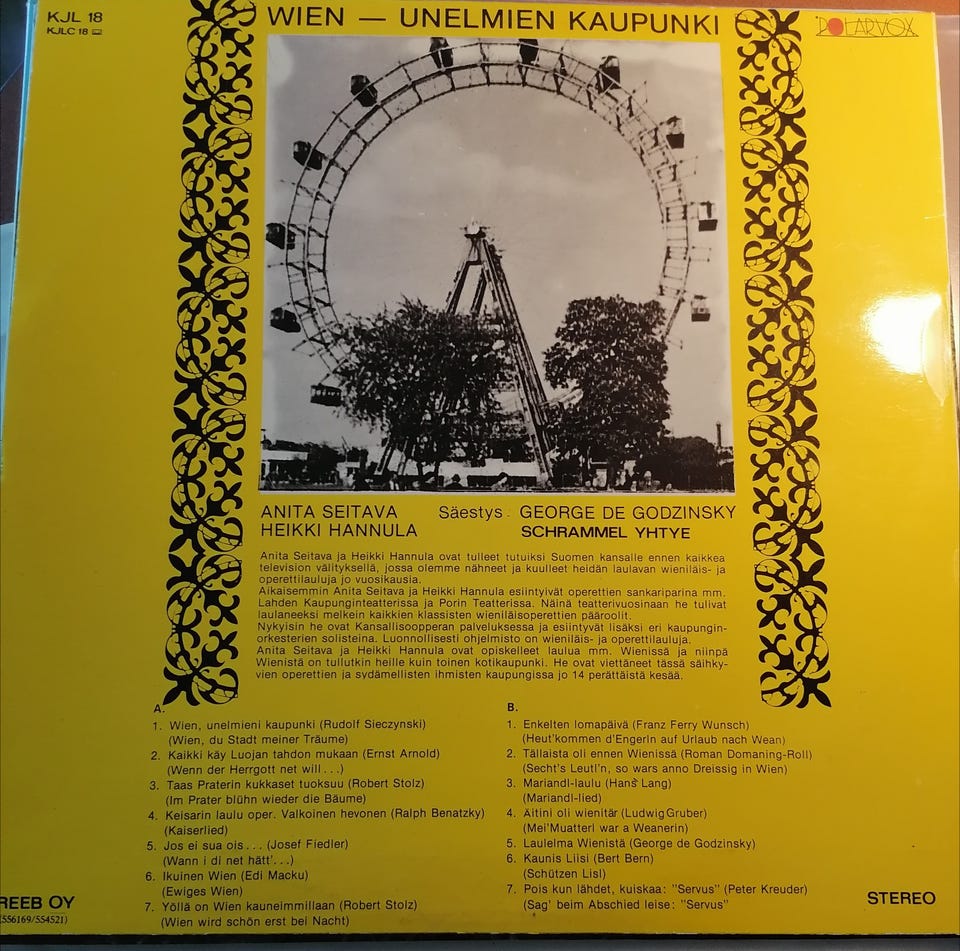 KJL 18
KJLC 18
WIEN — UNELMIEN KAUPUNKI
POLARVOX
ANITA SEITAVA
HEIKKI HANNULA
Säestys: GEORGE DE GODZINSKY
SCHRAMMEL YHTYE
Anita Seitava ja Heikki Hannula ovat tulleet tutuiksi Suomen kansalle ennen kaikkea
television välityksellä, jossa olemme nähneet ja kuulleet heidän laulavan wieniläis- ja
operettilauluja jo vuosikausia.
Aikaisemmin Anita Seitava ja Heikki Hannula esiintyivät operettien sankariparina mm.
Lahden Kaupunginteatterissa ja Porin Teatterissa. Näinä teatterivuosinaan he tulivat
laulaneeksi melkein kaikkien klassisten wieniläisoperettien pääroolit.
Nykyisin he ovat Kansallisoopperan palveluksessa ja esiintyvät lisäksi eri kaupungin-
orkesterien solisteina. Luonnollisesti ohjelmisto on wieniläis- ja operettilauluja.
Anita Seitava ja Heikki Hannula ovat opiskelleet laulua mm. Wienissä ja niinpä
Wienistä on tullutkin heille kuin toinen kotikaupunki. He ovat viettäneet tässä säihky-
vien operettien ja sydämellisten ihmisten kaupungissa jo 14 perättäistä kesää.
A.
1. Wien, unelmieni kaupunki (Rudolf Sieczynski)
(Wien, du Stadt meiner Träume)
2. Kaikki käy Luojan tahdon mukaan (Ernst Arnold)
(Wenn der Herrgott net will...)
3. Taas Praterin kukkaset tuoksuu (Robert Stolz)
(Im Prater blühn wieder die Bäume)
4. Keisarin laulu oper. Valkoinen hevonen (Ralph Benatzky)
(Kaiserlied)
5. Jos ei sua ois... (Josef Fiedler)
(Wann i di net hätt'...)
6. Ikuinen Wien (Edi Macku)
(Ewiges Wien)
7. Yöllä on Wien kauneimmillaan (Robert Stolz)
(Wien wird schön erst bei Nacht)
B.
1. Enkelten lomapäivä (Franz Ferry Wunsch)
(Heut'kommen d'Engerln auf Urlaub nach Wean)
2. Tällaista oli ennen Wienissä (Roman Domaning-Roll)
(Secht's Leutl'n, so wars anno Dreissig in Wien)
3. Mariandl-laulu (Hans Lang)
(Mariandl-lied)
4. Äitini oli wienitär (Ludwig Gruber)
(Mei'Muatterl war a Weanerin)
5. Laulelma Wienistä (George de Godzinsky)
6. Kaunis Liisi (Bert Bern)
(Schützen Lisl)
7. Pois kun lähdet, kuiskaa: "Servus" (Peter Kreuder)
(Sag' beim Abschied leise: "Servus"
REEB OY
(556169/554521)
STEREO